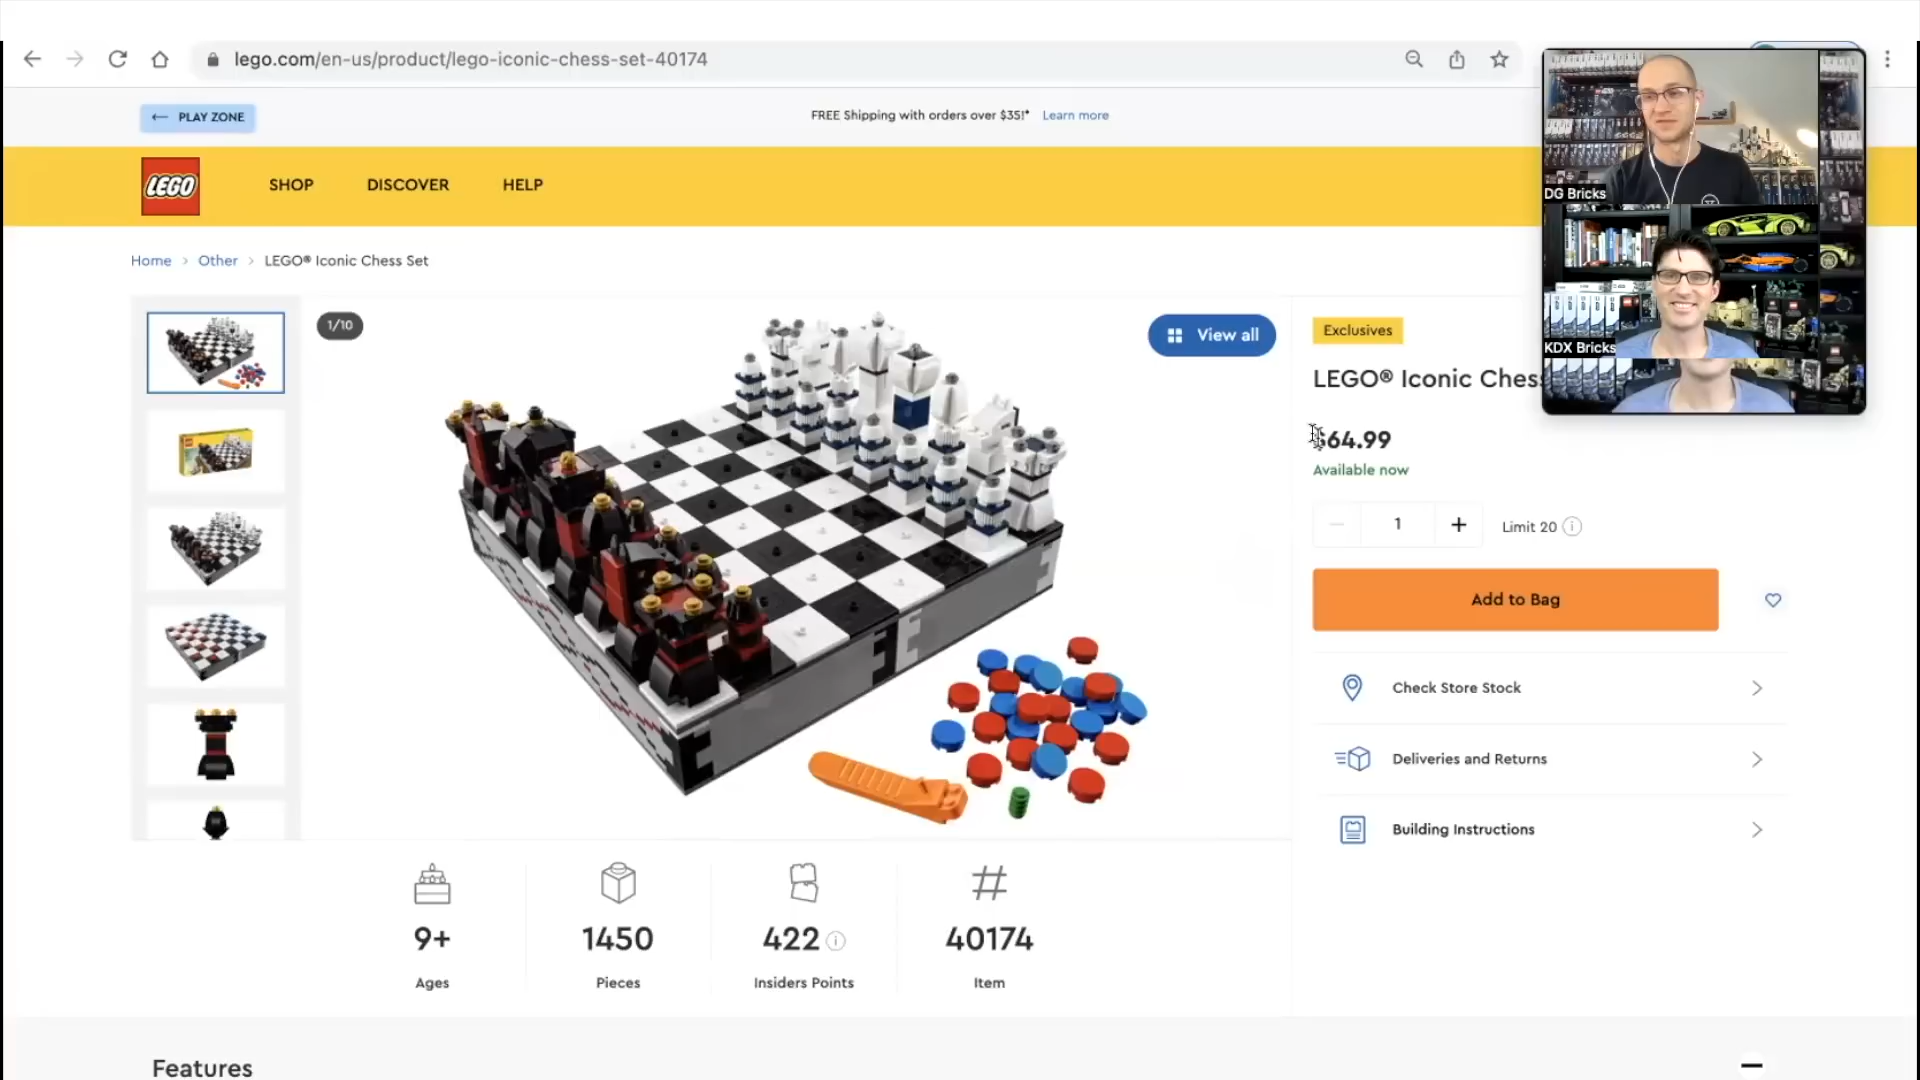 lego.com/en-us/product/lego-iconic-chess-set-40174
← PLAY ZONE
FREE Shipping with orders over $35!* Learn more
LEGO
SHOP DISCOVER HELP
DG Bricks
KDX Bricks
Home > Other > LEGO® Iconic Chess Set
1/10
View all
Exclusives
LEGO® Iconic Chess
$64.99
Available now
1 + Limit 20
Add to Bag
Check Store Stock
Deliveries and Returns
Building Instructions
9+ 1450 422 40174
Ages Pieces Insiders Points Item
Features